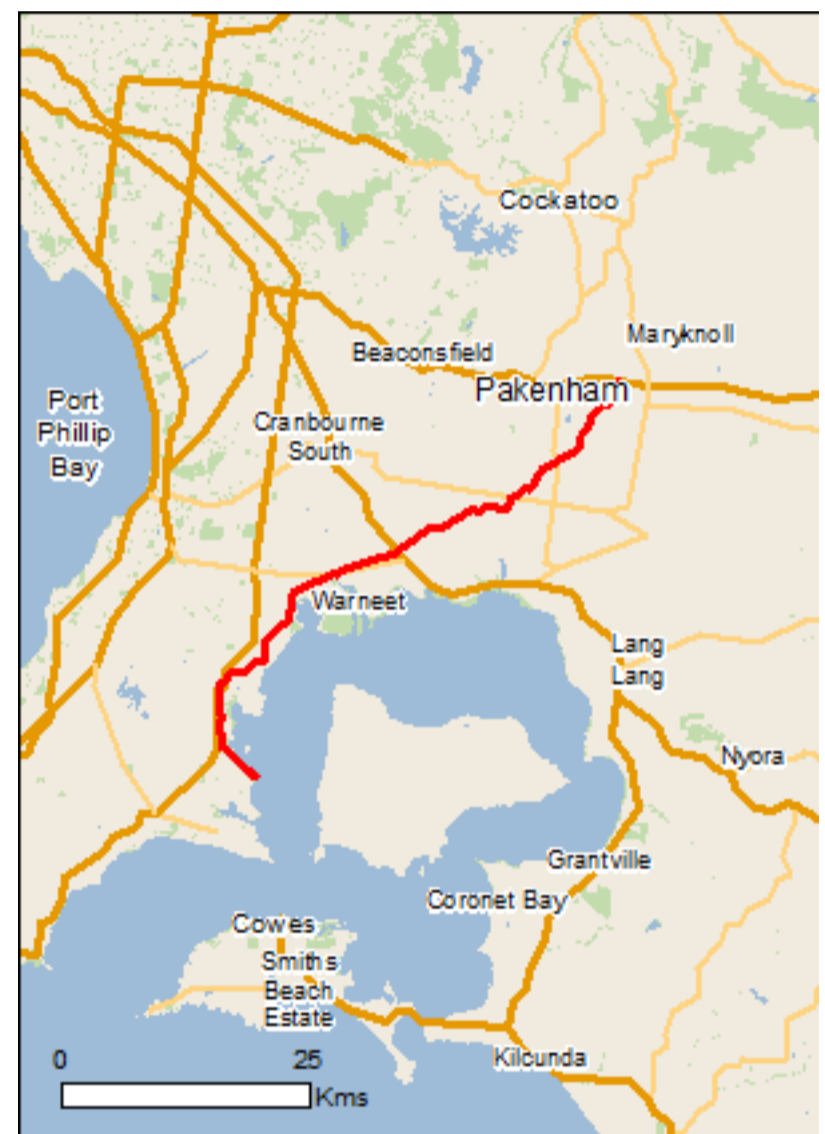 Cockatoo
Maryknoll
Beaconsfield
Pakenham
Port
Phillip
Bay
Cranbourne
South
Warneet
Lang
Lang
Nyora
Grantville
Coronet Bay
Cowes
Smiths
Beach
Estate
Kilcunda
0 25
Kms